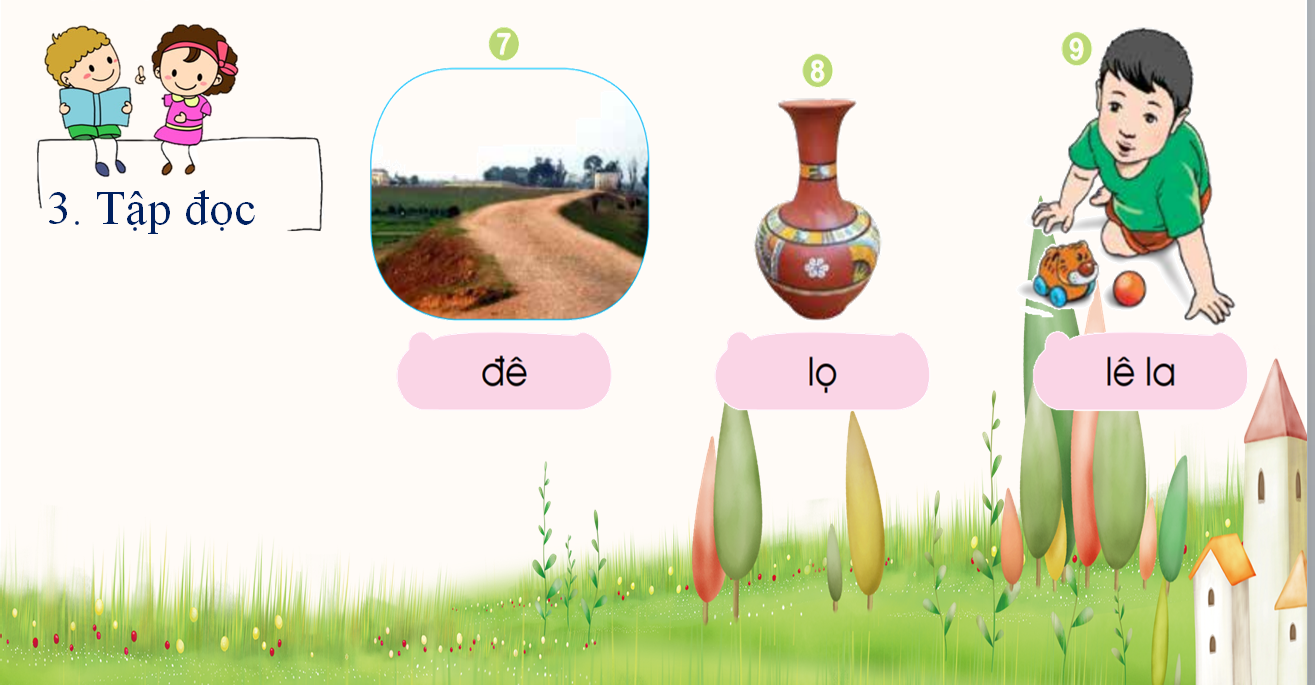 3. Tập đọc
7
8
9
đê
lọ
lê la